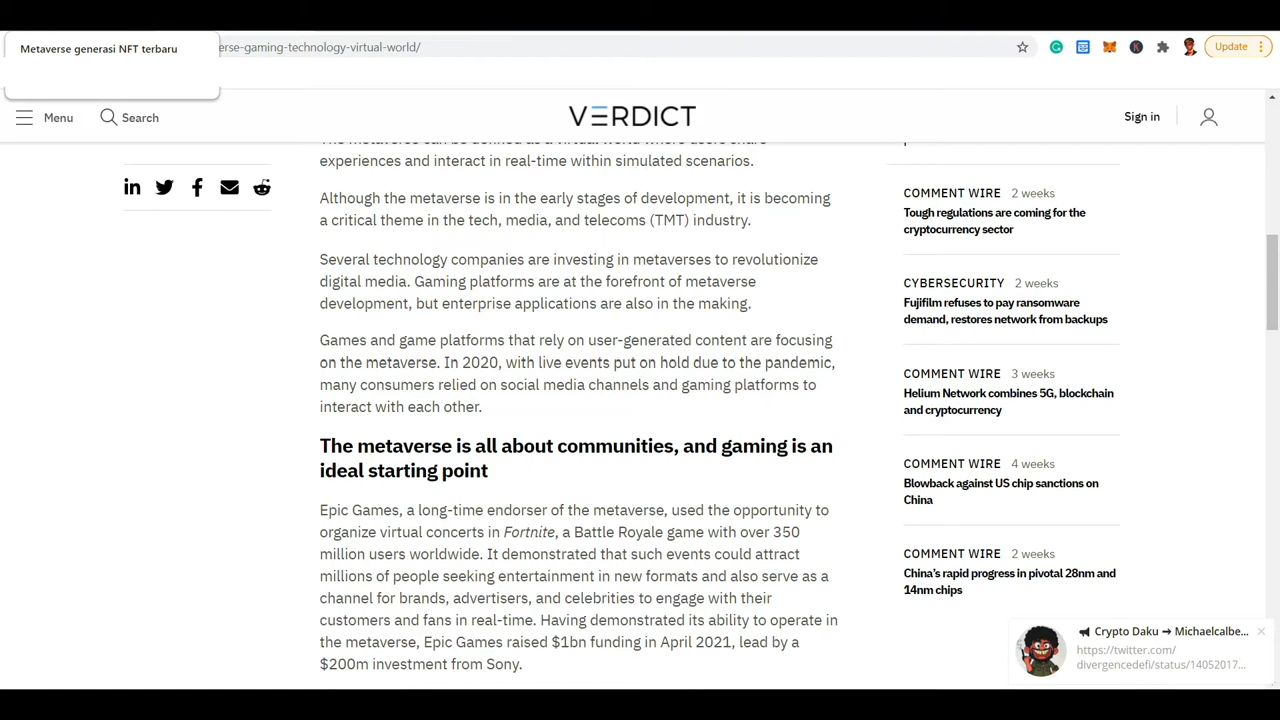 Metaverse generasi NFT terbaru
erse-gaming-technology-virtual-world/
Update
Menu
Search
VERDICT
Sign in
The metaverse can be defined as a virtual world where users share
experiences and interact in real-time within simulated scenarios.
Although the metaverse is in the early stages of development, it is becoming
a critical theme in the tech, media, and telecoms (TMT) industry.
Several technology companies are investing in metaverses to revolutionize
digital media. Gaming platforms are at the forefront of metaverse
development, but enterprise applications are also in the making.
Games and game platforms that rely on user-generated content are focusing
on the metaverse. In 2020, with live events put on hold due to the pandemic,
many consumers relied on social media channels and gaming platforms to
interact with each other.
The metaverse is all about communities, and gaming is an
ideal starting point
Epic Games, a long-time endorser of the metaverse, used the opportunity to
organize virtual concerts in Fortnite, a Battle Royale game with over 350
million users worldwide. It demonstrated that such events could attract
millions of people seeking entertainment in new formats and also serve as a
channel for brands, advertisers, and celebrities to engage with their
customers and fans in real-time. Having demonstrated its ability to operate in
the metaverse, Epic Games raised $1bn funding in April 2021, lead by a
$200m investment from Sony.
COMMENT WIRE 2 weeks
Tough regulations are coming for the
cryptocurrency sector
CYBERSECURITY 2 weeks
Fujifilm refuses to pay ransomware
demand, restores network from backups
COMMENT WIRE 3 weeks
Helium Network combines 5G, blockchain
and cryptocurrency
COMMENT WIRE 4 weeks
Blowback against US chip sanctions on
China
COMMENT WIRE 2 weeks
China's rapid progress in pivotal 28nm and
14nm chips
Crypto Daku → Michaelcalbe...
https://twitter.com/
divergencedefi/status/14052017...